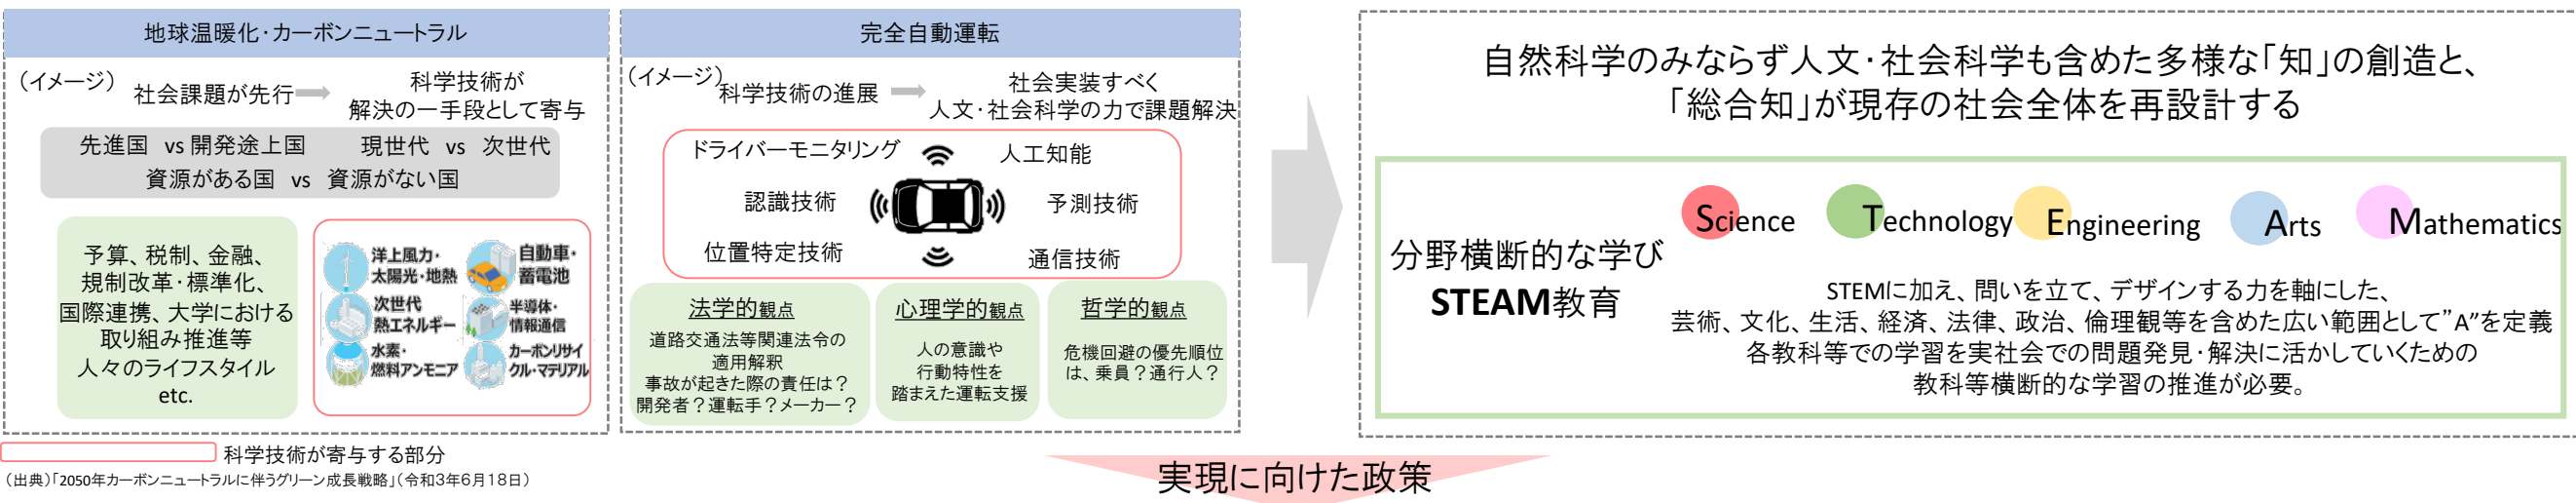 地球温暖化・カーボンニュートラル
（イメージ）
社会課題が先行
科学技術が
解決の一手段として寄与
先進国 vs 開発途上国 現世代 vs 次世代
資源がある国 vs 資源がない国
予算、税制、金融、
規制改革・標準化、
国際連携、大学における
取り組み推進等
人々のライフスタイル
etc.
洋上風力・
太陽光・地熱
自動車・
蓄電池
次世代
熱エネルギー
半導体・
情報通信
水素・
燃料アンモニア
カーボンリサイ
クル・マテリアル
科学技術が寄与する部分
（出典）「2050年カーボンニュートラルに伴うグリーン成長戦略」（令和3年6月18日）
完全自動運転
（イメージ）
科学技術の進展
社会実装すべく
人文・社会科学の力で課題解決
ドライバーモニタリング
人工知能
認識技術
予測技術
位置特定技術
通信技術
法学的観点
道路交通法等関連法令の
適用解釈
事故が起きた際の責任は？
開発者？運転手？メーカー？
心理学的観点
人の意識や
行動特性を
踏まえた運転支援
哲学的観点
危機回避の優先順位
は、乗員？通行人？
自然科学のみならず人文・社会科学も含めた多様な「知」の創造と、
「総合知」が現存の社会全体を再設計する
分野横断的な学び
STEAM教育
Science Technology Engineering Arts Mathematics
STEMに加え、問いを立て、デザインする力を軸にした、
芸術、文化、生活、経済、法律、政治、倫理観等を含めた広い範囲として”A”を定義
各教科等での学習を実社会での問題発見・解決に活かしていくための
教科等横断的な学習の推進が必要。
実現に向けた政策